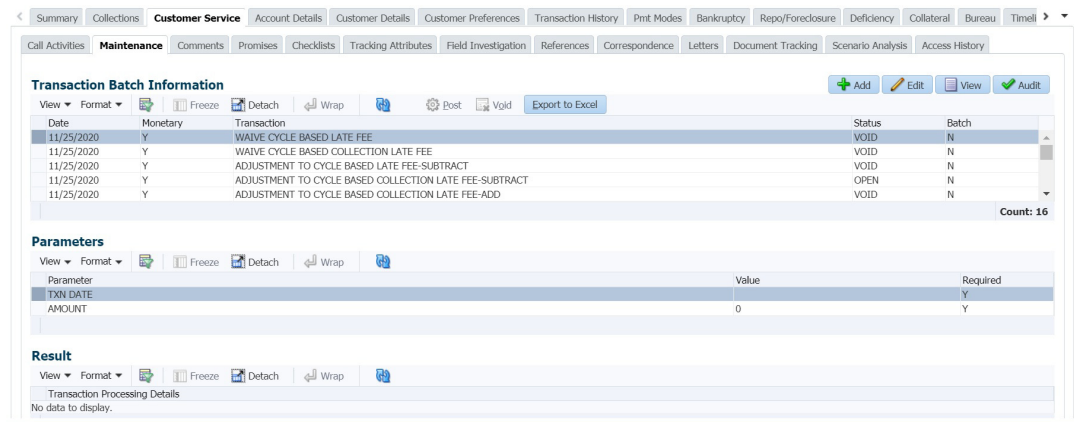 Summary Collections Customer Service Account Details Customer Details Customer Preferences Transaction History Pmt Modes Bankruptcy Repo/Foreclosure Deficiency Collateral Bureau Timeli
Call Activities Maintenance Comments Promises Checklists Tracking Attributes Field Investigation References Correspondence Letters Document Tracking Scenario Analysis Access History
Transaction Batch Information Add Edit View Audit
View Format Freeze Detach Wrap Post Void Export to Excel
Date Monetary Transaction Status Batch
11/25/2020 Y WAIVE CYCLE BASED LATE FEE VOID N
11/25/2020 Y WAIVE CYCLE BASED COLLECTION LATE FEE VOID N
11/25/2020 Y ADJUSTMENT TO CYCLE BASED LATE FEE-SUBTRACT VOID N
11/25/2020 Y ADJUSTMENT TO CYCLE BASED COLLECTION LATE FEE-SUBTRACT OPEN N
11/25/2020 Y ADJUSTMENT TO CYCLE BASED COLLECTION LATE FEE-ADD VOID N
Count: 16
Parameters
View Format Freeze Detach Wrap
Parameter Value Required
TXN DATE Y
AMOUNT 0 Y
Result
View Format Freeze Detach Wrap
Transaction Processing Details
No data to display.